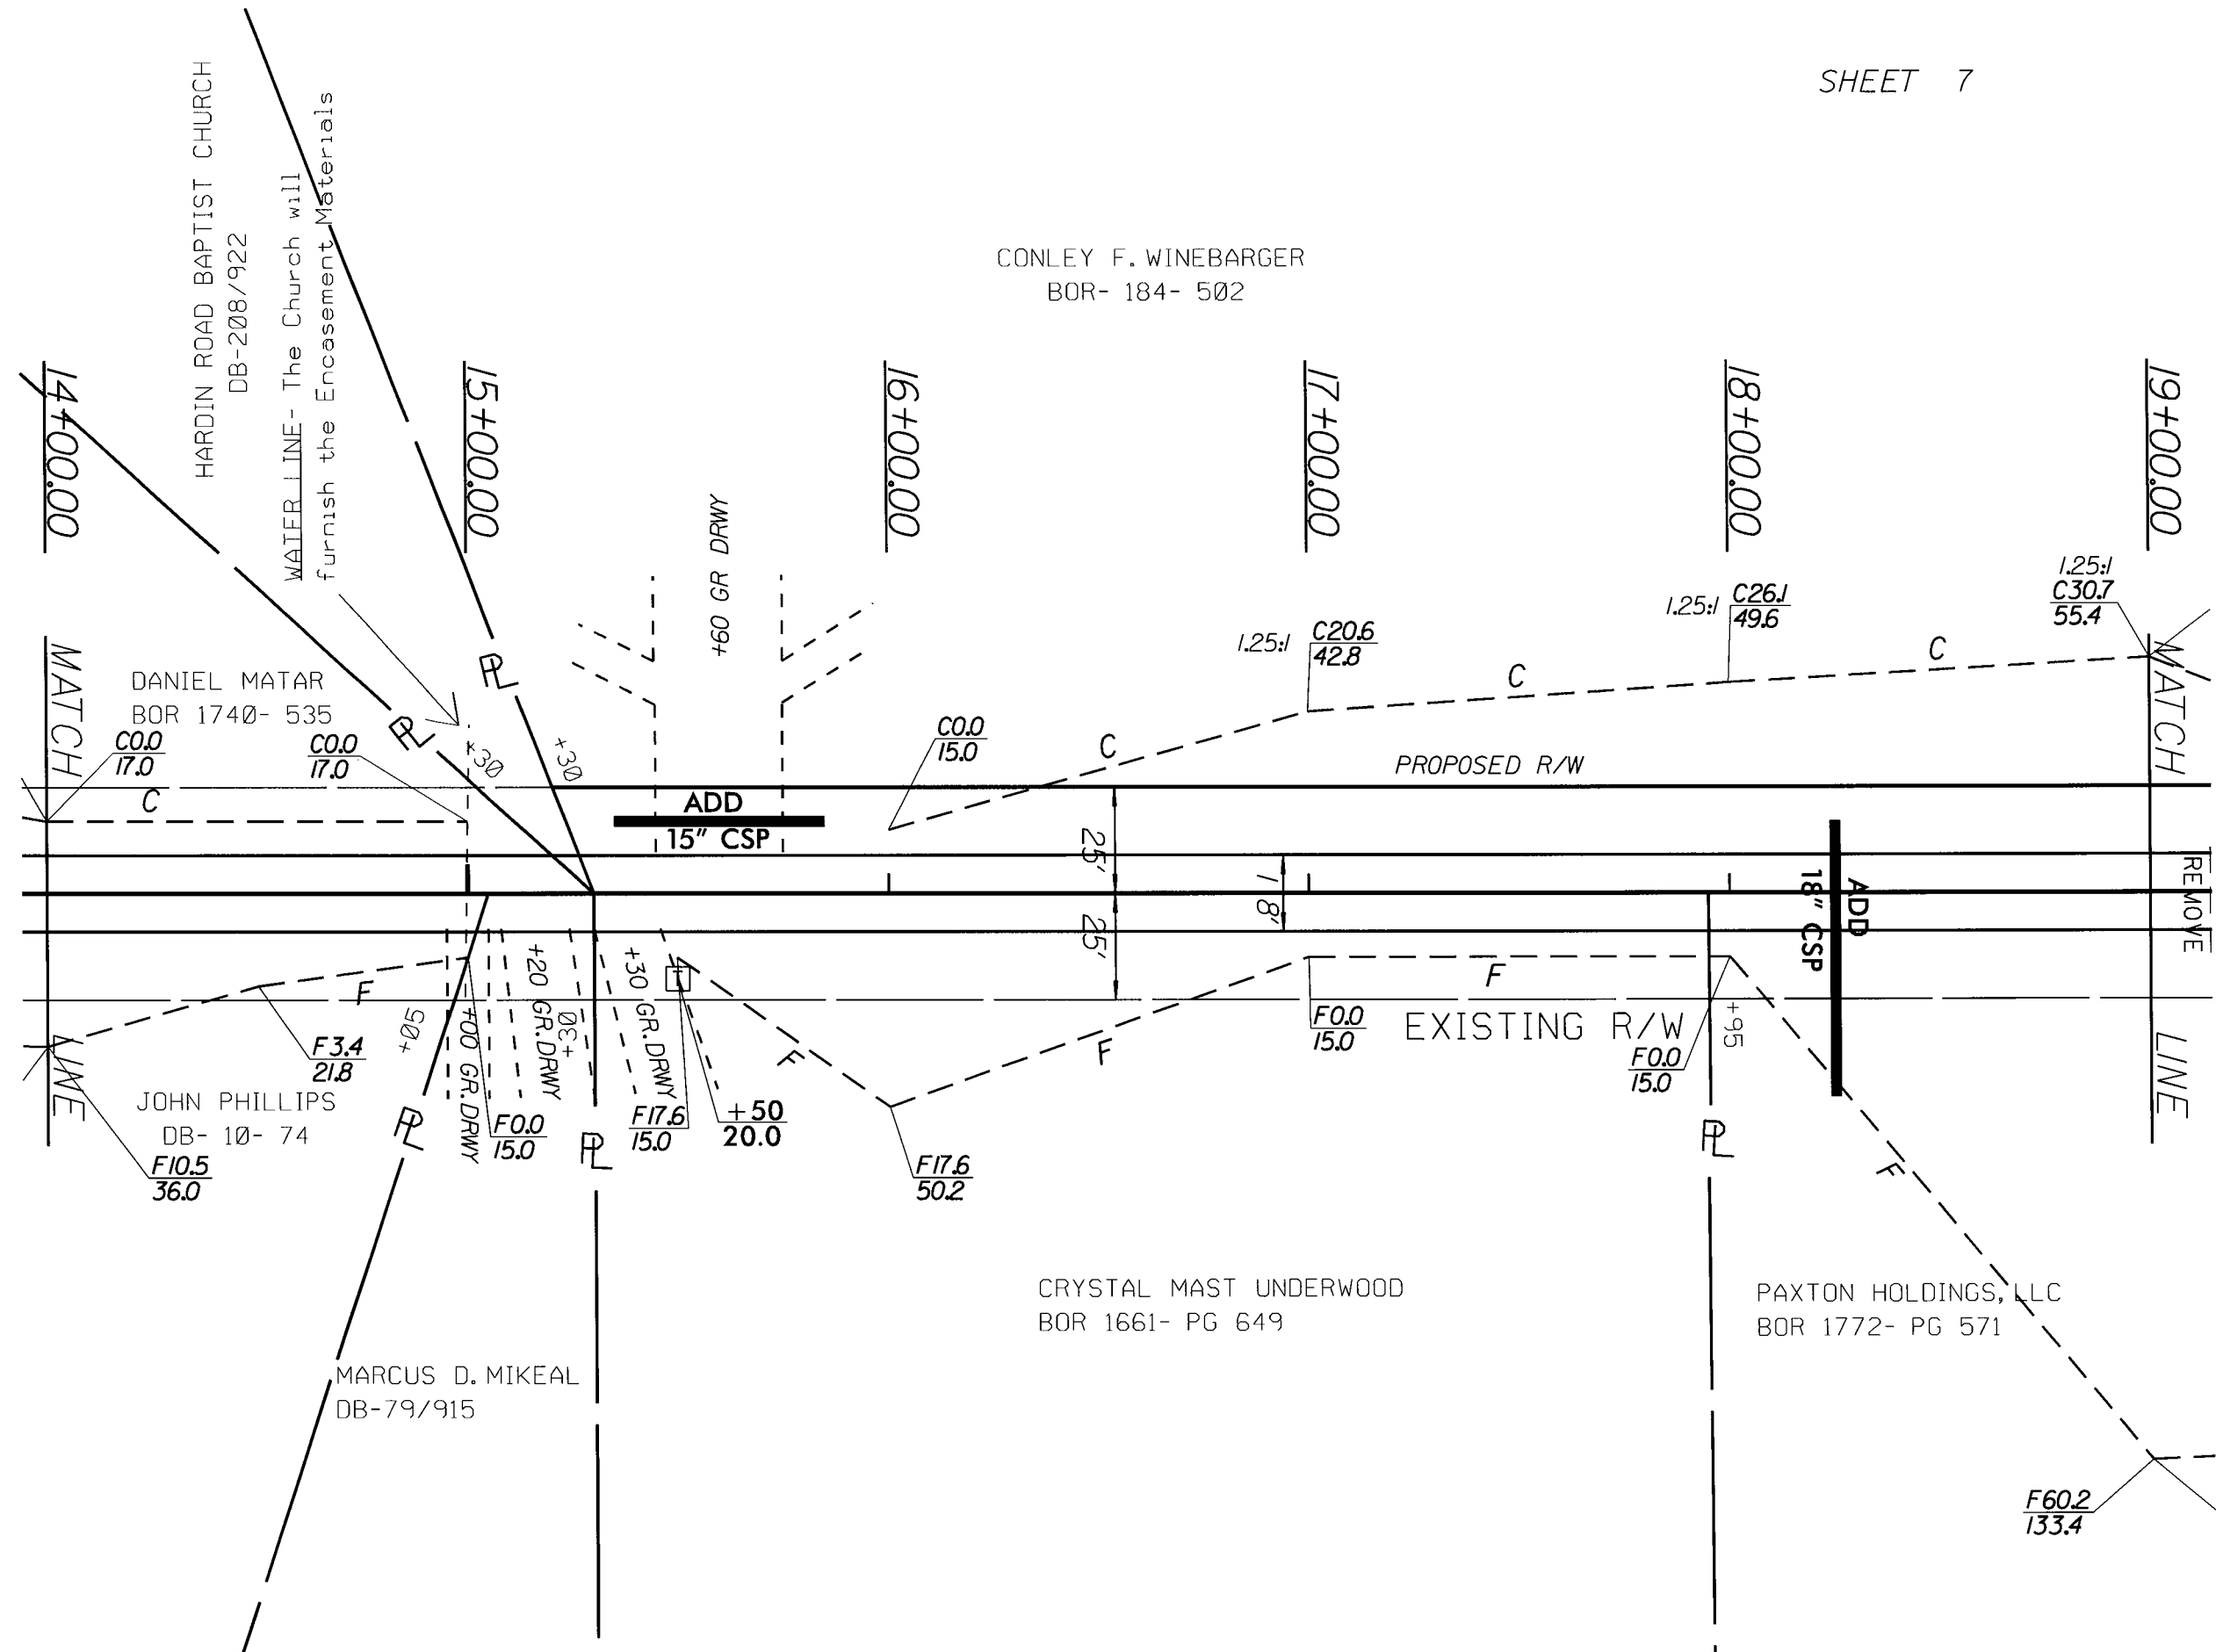 SHEET 7
HARDIN ROAD BAPTIST CHURCH
DB-208/922
WATER LINE- The Church will
furnish the Encasement Materials
CONLEY F. WINEBARGER
BOR- 184- 502
14+00.00
15+00.00
16+00.00
17+00.00
18+00.00
19+00.00
+60 GR DRWY
1.25:1
C20.6
42.8
1.25:1
C26.1
49.6
1.25:1
C30.7
55.4
MATCH LINE
DANIEL MATAR
BOR 1740- 535
C0.0
17.0
C0.0
17.0
PL
PL
+30
+30
C0.0
15.0
C
C
C
C
PROPOSED R/W
MATCH LINE
ADD
15" CSP
25'
25'
18'
ADD
18" CSP
REMOVE
F
F3.4
21.8
+05
+00 GR.DRWY
+20 GR.DRWY
+30
+30 GR.DRWY
T
F
F
F
F
F0.0
15.0
EXISTING R/W
F0.0
15.0
+95
JOHN PHILLIPS
DB- 10- 74
F10.5
36.0
PL
F0.0
15.0
PL
F17.6
15.0
+50
20.0
F17.6
50.2
PL
CRYSTAL MAST UNDERWOOD
BOR 1661- PG 649
PAXTON HOLDINGS, LLC
BOR 1772- PG 571
MARCUS D. MIKEAL
DB-79/915
F60.2
133.4